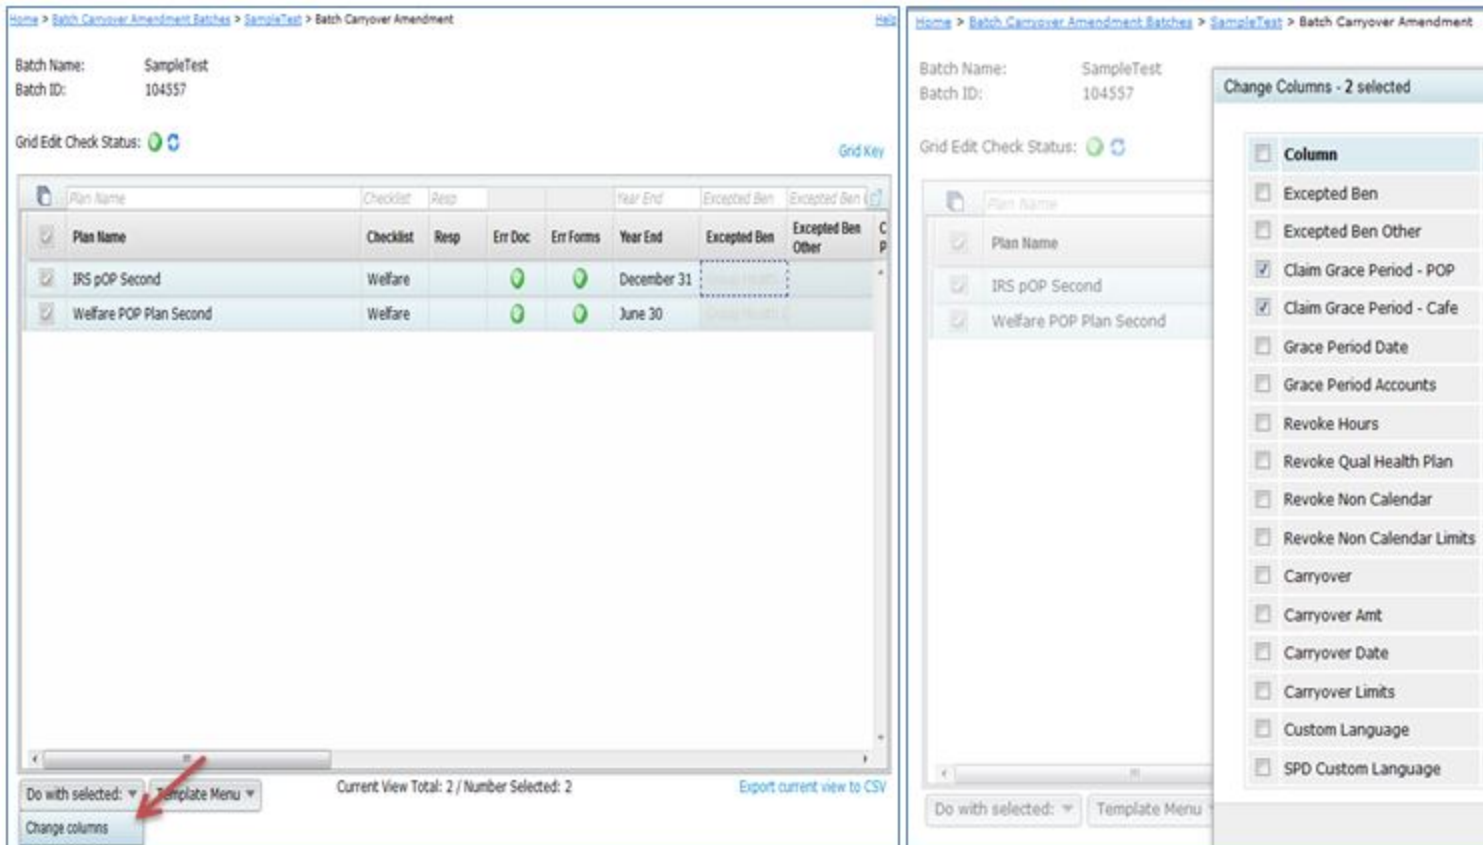 Home > Batch Carryover Amendment Batches > SampleTest > Batch Carryover Amendment Help
Batch Name: SampleTest
Batch ID: 104557
Grid Edit Check Status:
Grid Key
Plan Name Checklist Resp Year End Excepted Ben Excepted Ben
Plan Name Checklist Resp Err Doc Err Forms Year End Excepted Ben Excepted Ben Other C P
IRS pOP Second Welfare December 31
Welfare POP Plan Second Welfare June 30
Do with selected: Template Menu Current View Total: 2 / Number Selected: 2 Export current view to CSV
Change columns
Home > Batch Carryover Amendment Batches > SampleTest > Batch Carryover Amendment
Batch Name: SampleTest
Batch ID: 104557
Grid Edit Check Status:
Plan Name
Plan Name
IRS pOP Second
Welfare POP Plan Second
Do with selected: Template Menu
Change Columns - 2 selected
Column
Excepted Ben
Excepted Ben Other
Claim Grace Period - POP
Claim Grace Period - Cafe
Grace Period Date
Grace Period Accounts
Revoke Hours
Revoke Qual Health Plan
Revoke Non Calendar
Revoke Non Calendar Limits
Carryover
Carryover Amt
Carryover Date
Carryover Limits
Custom Language
SPD Custom Language